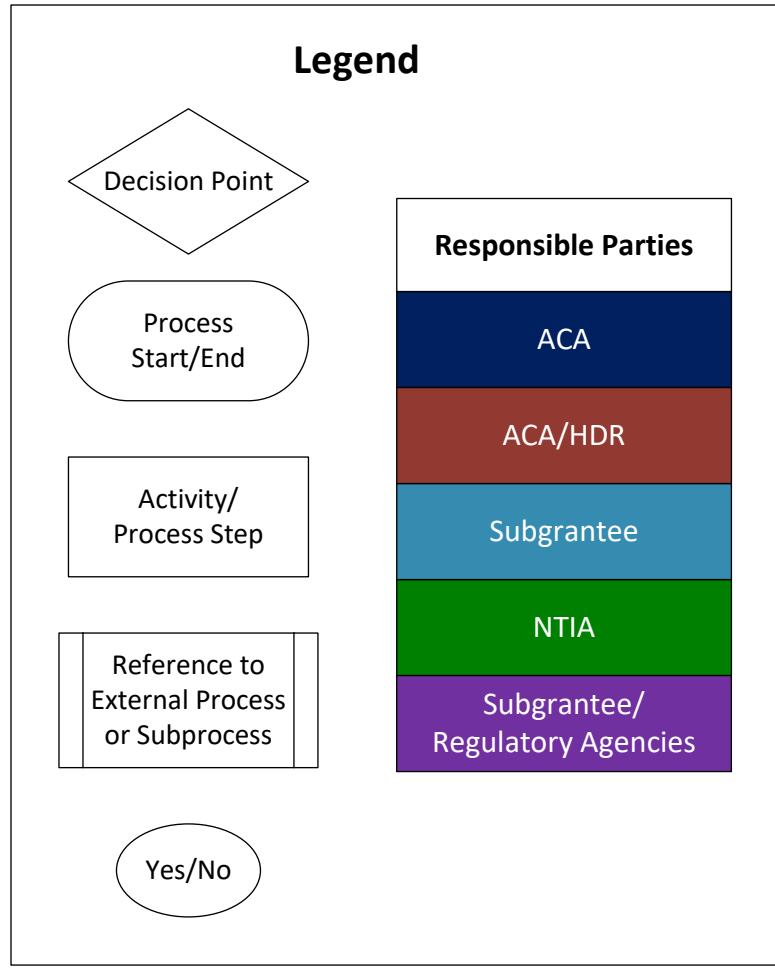 Legend
Decision Point
Process
Start/End
Activity/
Process Step
Reference to
External Process
or Subprocess
Yes/No
Responsible Parties
ACA
ACA/HDR
Subgrantee
NTIA
Subgrantee/
Regulatory Agencies